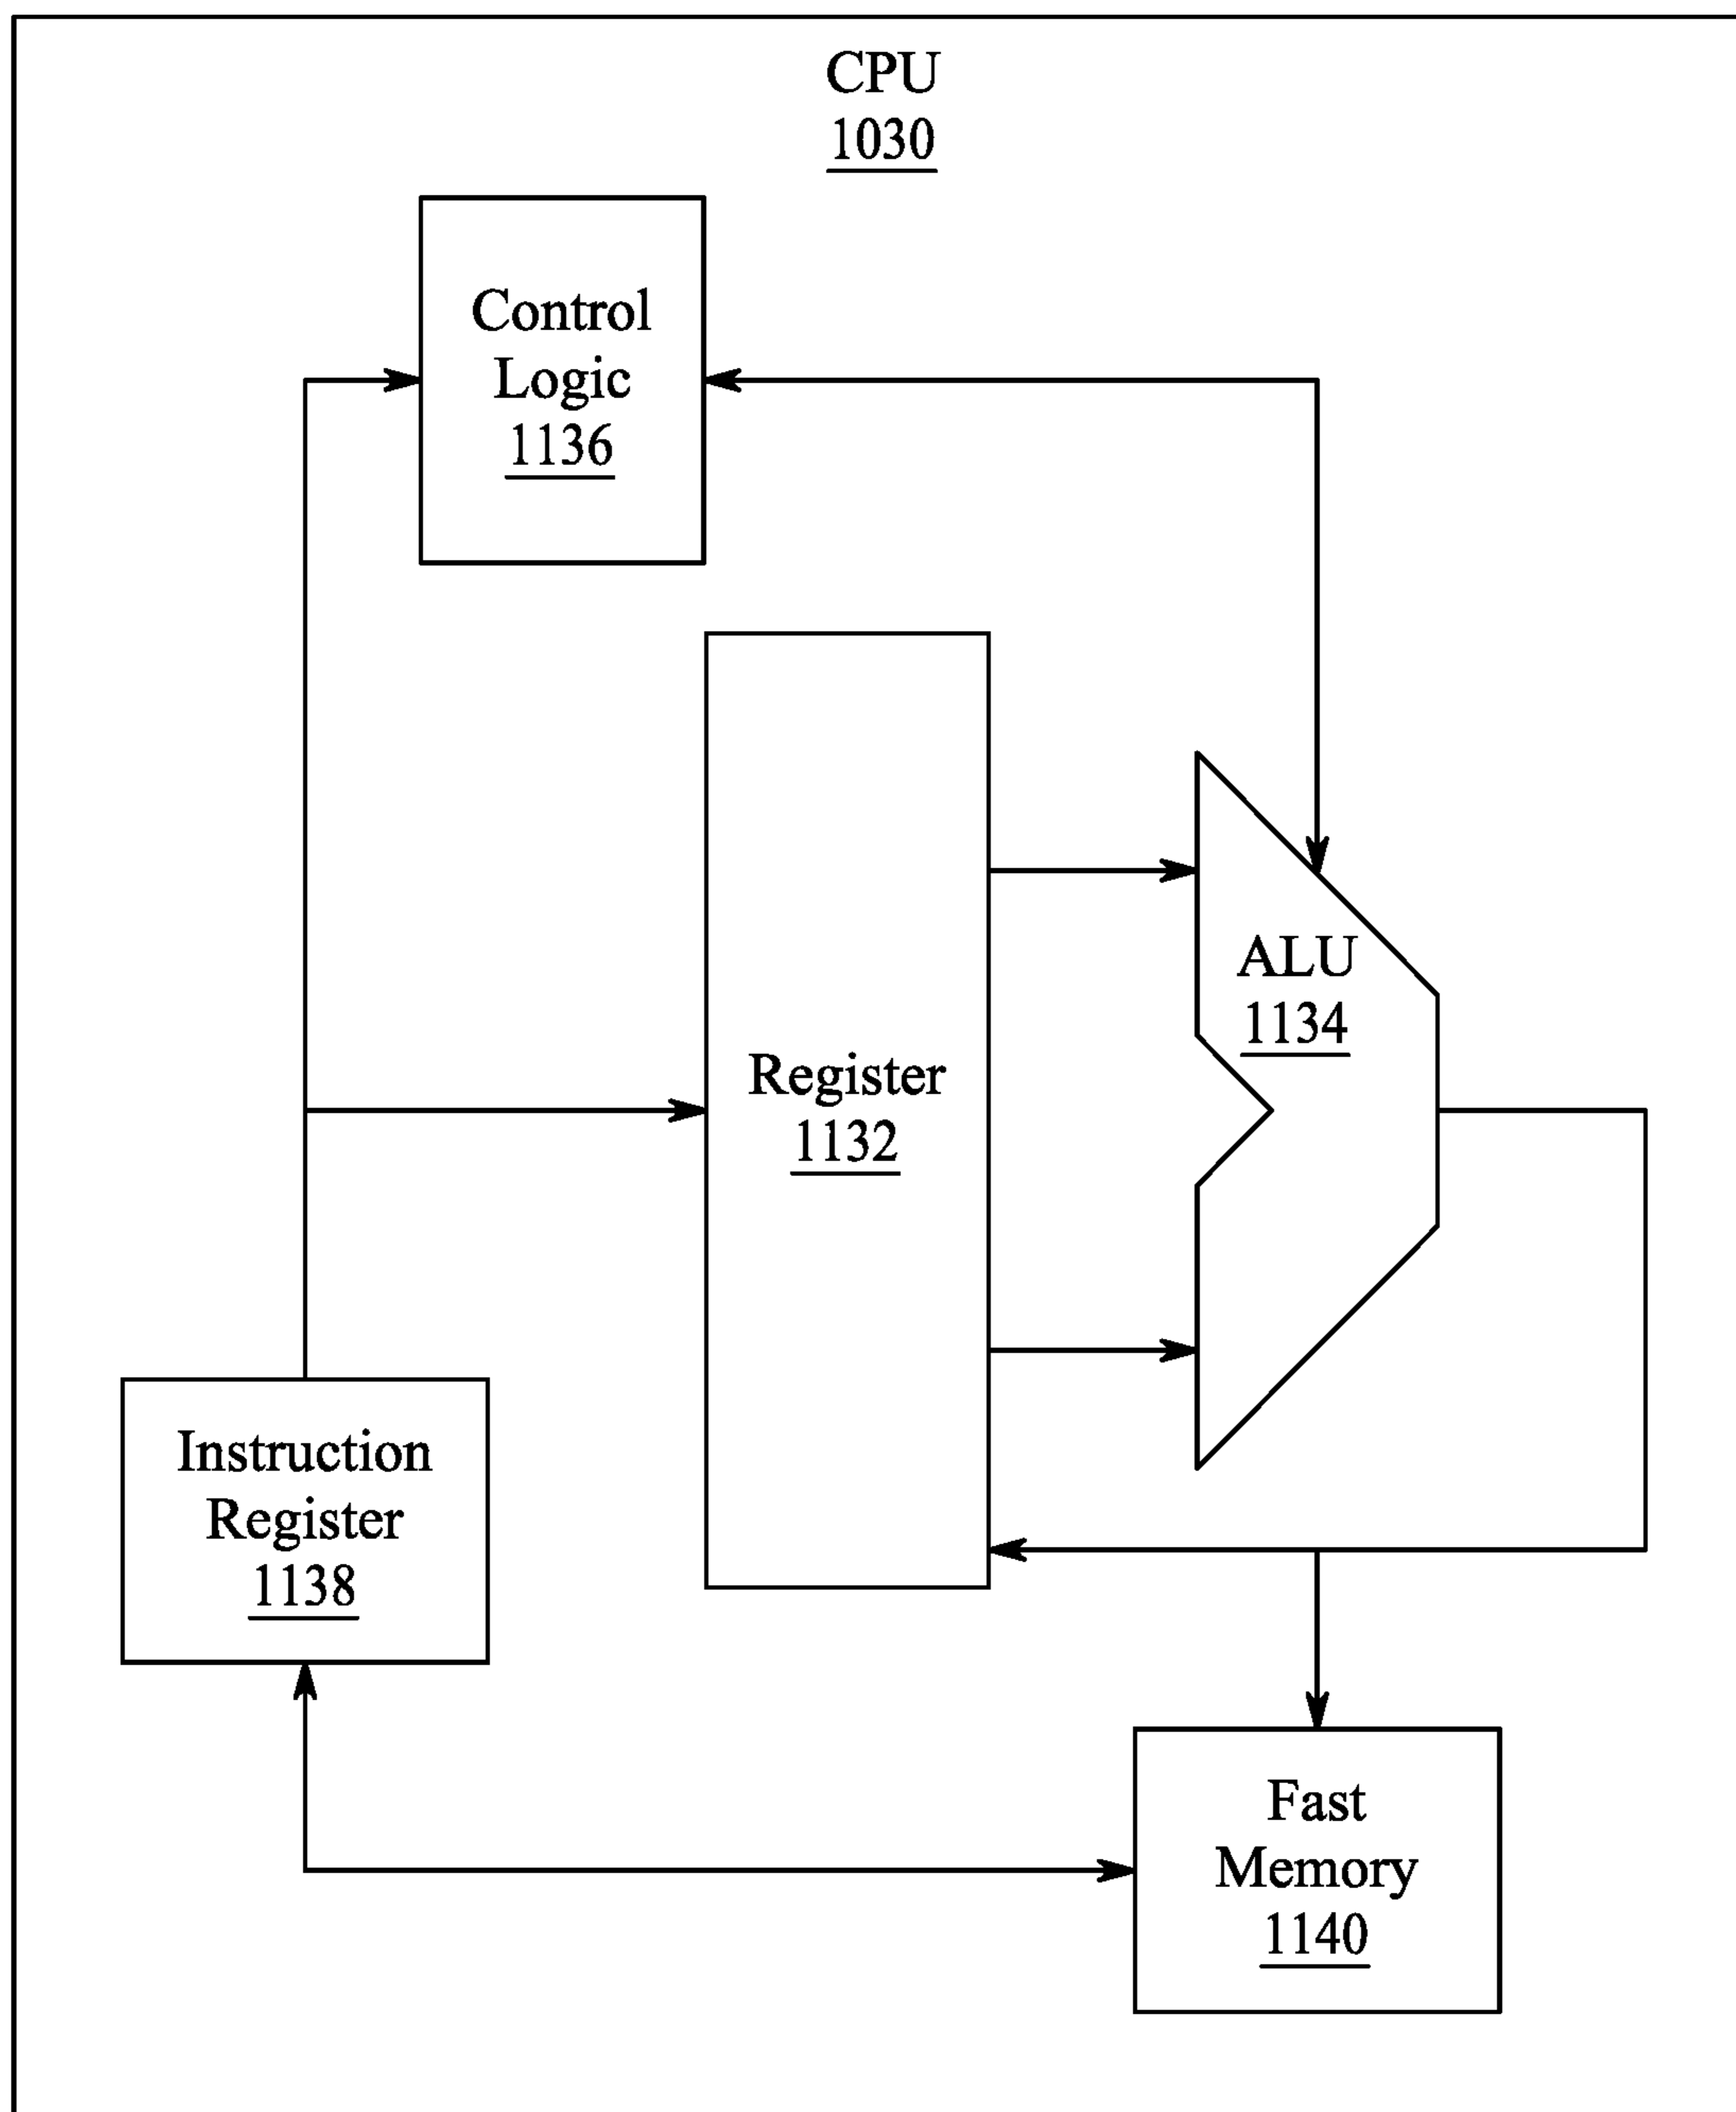 CPU
1030
Control
Logic
1136
Register
1132
ALU
1134
Instruction
Register
1138
Fast
Memory
1140